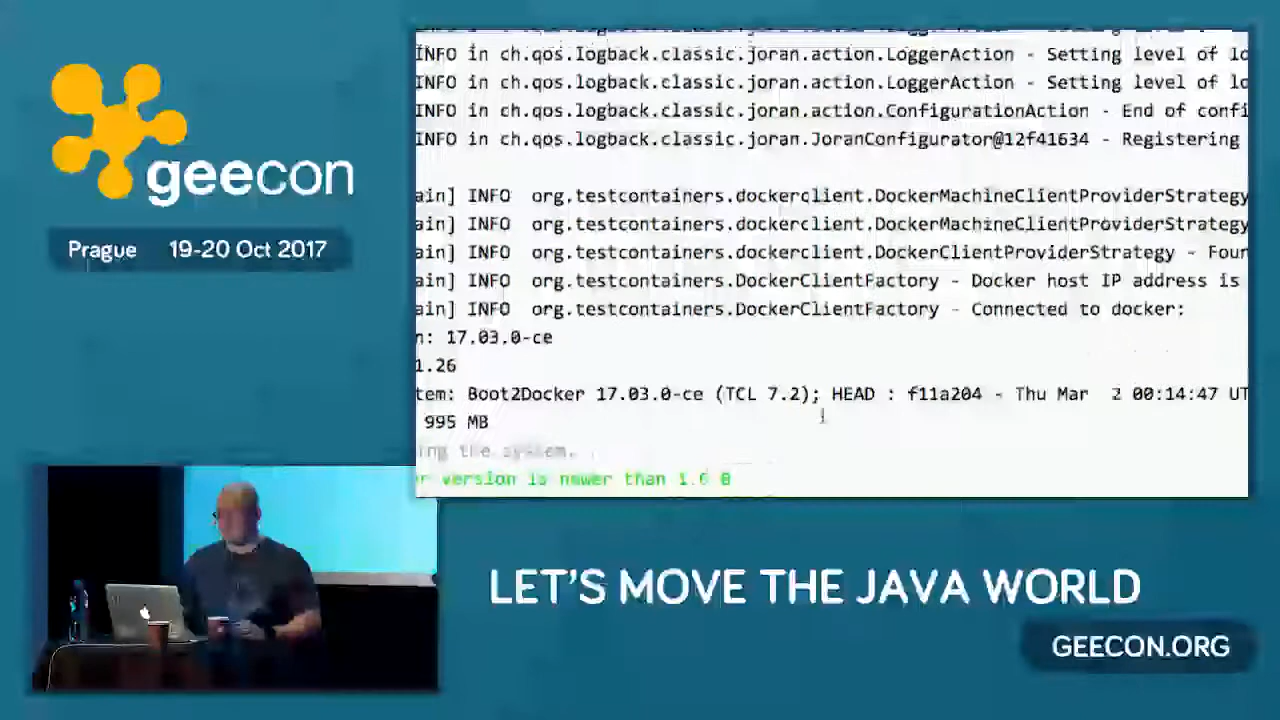 geecon
Prague 19-20 Oct 2017
INFO in ch.qos.logback.classic.joran.action.LoggerAction - Setting level of lo
INFO in ch.qos.logback.classic.joran.action.LoggerAction - Setting level of lo
INFO in ch.qos.logback.classic.joran.action.ConfigurationAction - End of confi
INFO in ch.qos.logback.classic.joran.JoranConfigurator@12f41634 - Registering
ain] INFO org.testcontainers.dockerclient.DockerMachineClientProviderStrategy
ain] INFO org.testcontainers.dockerclient.DockerMachineClientProviderStrategy
ain] INFO org.testcontainers.dockerclient.DockerClientProviderStrategy - Foun
ain] INFO org.testcontainers.DockerClientFactory - Docker host IP address is
ain] INFO org.testcontainers.DockerClientFactory - Connected to docker:
n: 17.03.0-ce
1.26
tem: Boot2Docker 17.03.0-ce (TCL 7.2); HEAD : f11a204 - Thu Mar 2 00:14:47 UT
995 MB
ing the system.
r version is newer than 1.6.0
LET'S MOVE THE JAVA WORLD
GEECON.ORG